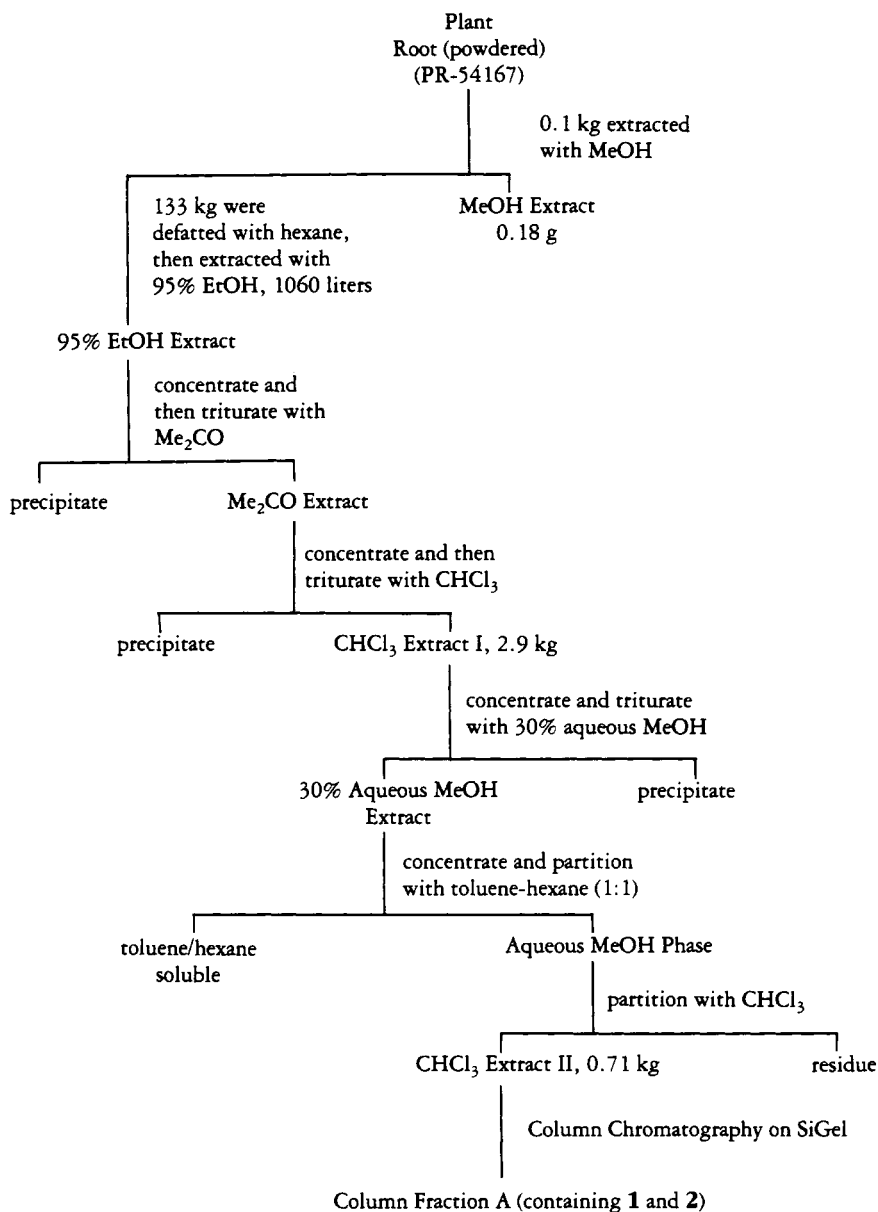 Plant
Root (powdered)
(PR-54167)
0.1 kg extracted
with MeOH
133 kg were
defatted with hexane,
then extracted with
95% EtOH, 1060 liters
MeOH Extract
0.18 g
95% EtOH Extract
concentrate and
then triturate with
Me₂CO
precipitate
Me₂CO Extract
concentrate and then
triturate with CHCl₃
precipitate
CHCl₃ Extract I, 2.9 kg
concentrate and triturate
with 30% aqueous MeOH
30% Aqueous MeOH
Extract
precipitate
concentrate and partition
with toluene-hexane (1:1)
toluene/hexane
soluble
Aqueous MeOH Phase
partition with CHCl₃
CHCl₃ Extract II, 0.71 kg
residue
Column Chromatography on SiGel
Column Fraction A (containing 1 and 2)